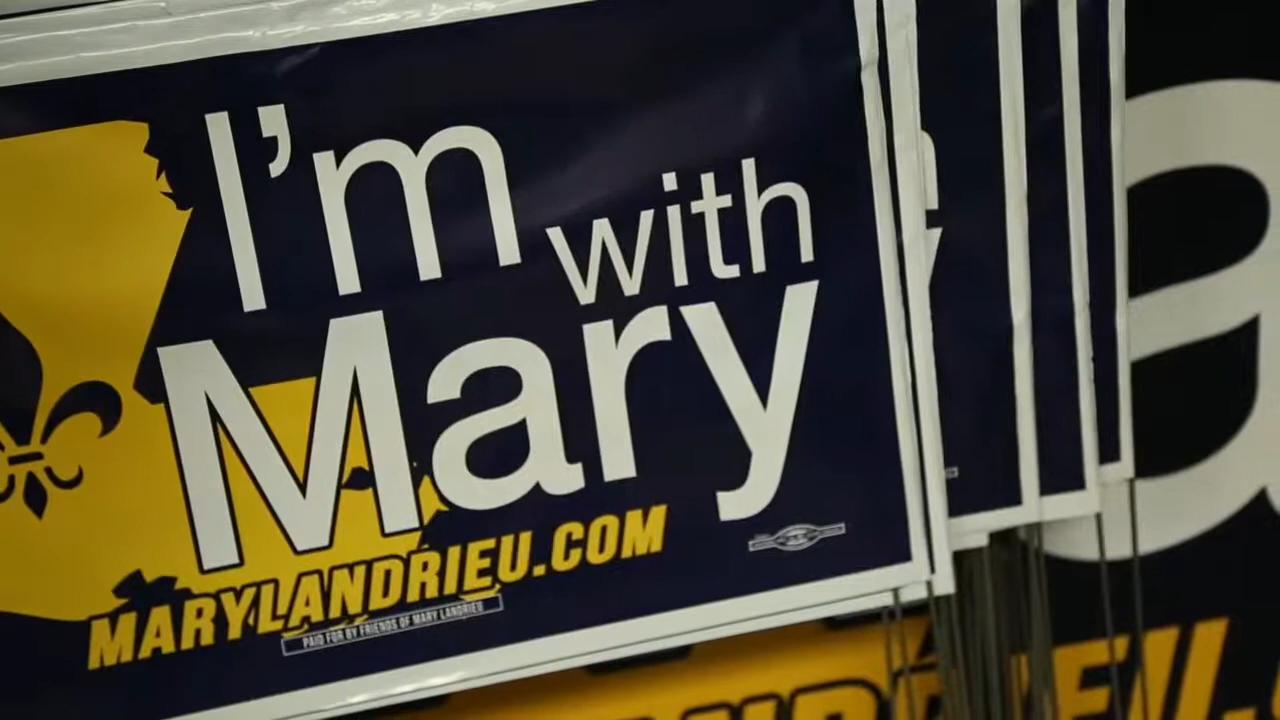 I'm with
Mary
MARYLANDRIEU.COM
PAID FOR BY FRIENDS OF MARY LANDRIEU